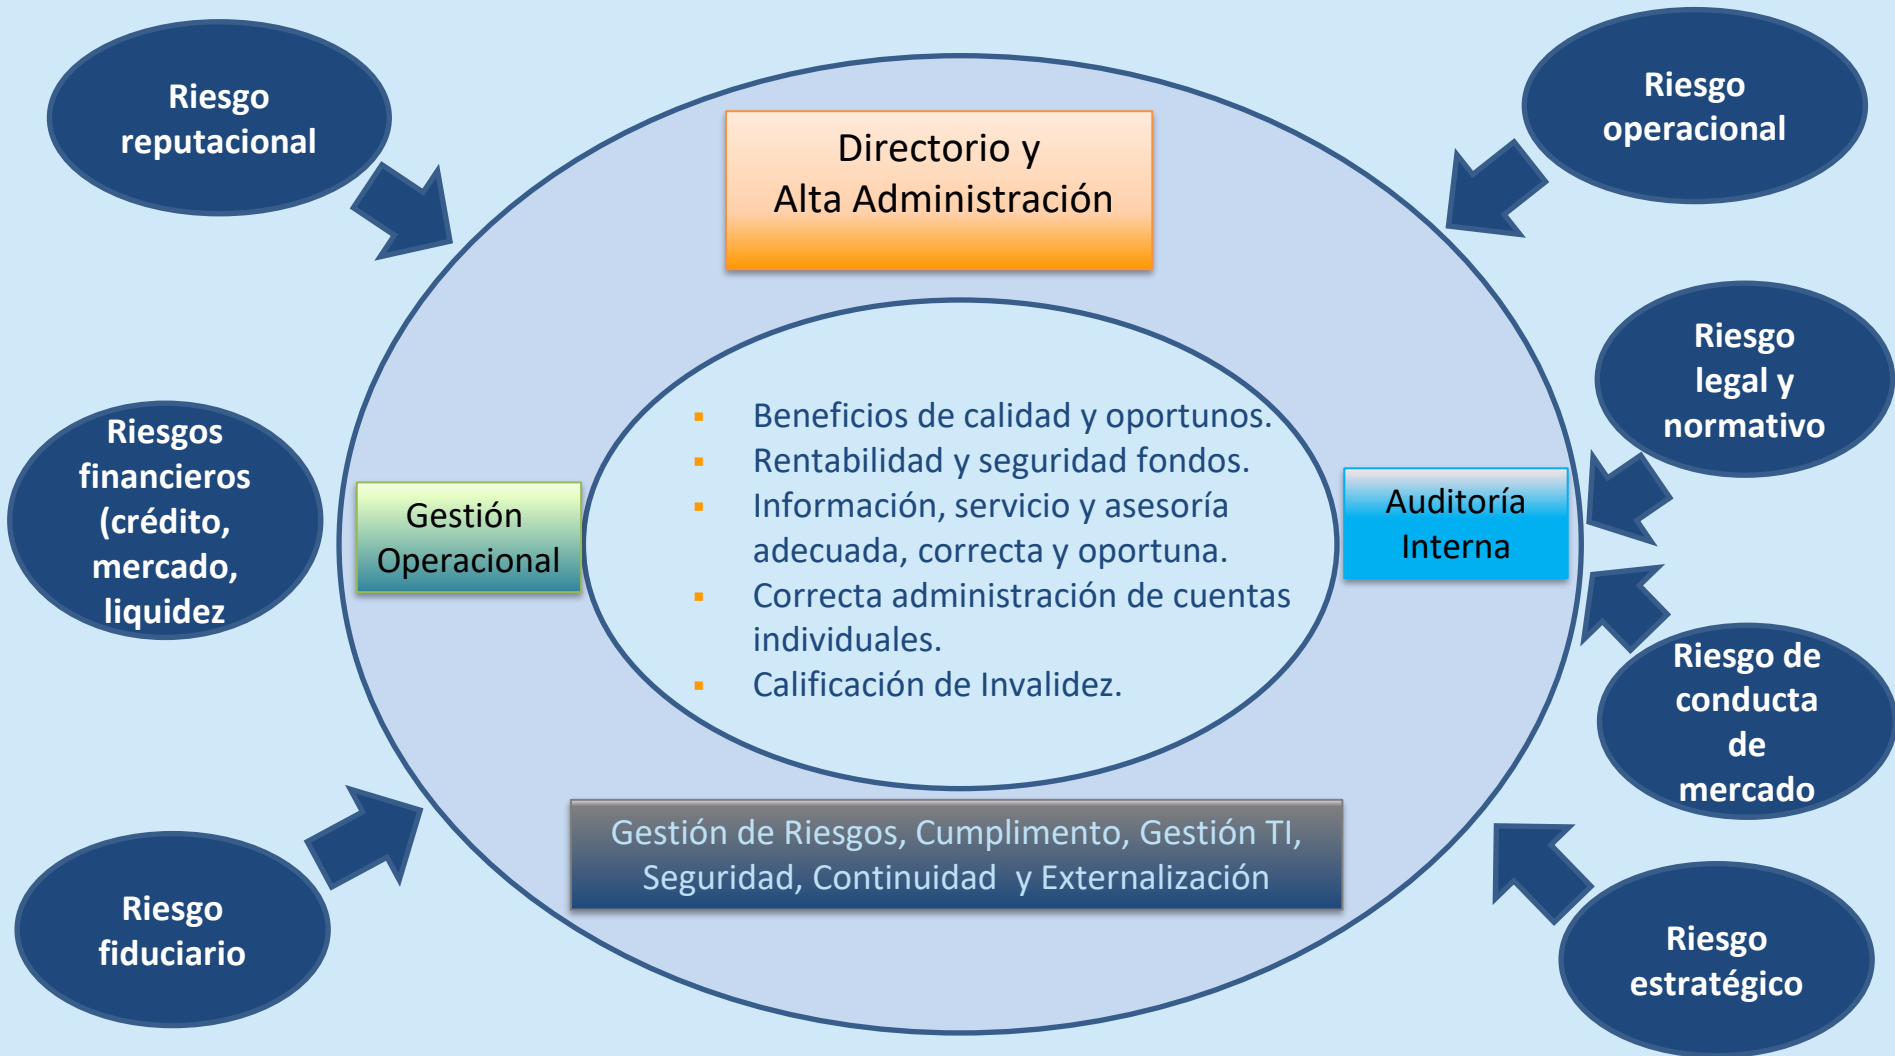 Riesgo
reputacional
Riesgo
operacional
Directorio y
Alta Administración
Riesgo
legal y
normativo
Riesgos
financieros
(crédito,
mercado,
liquidez
Gestión
Operacional
▪ Beneficios de calidad y oportunos.
▪ Rentabilidad y seguridad fondos.
▪ Información, servicio y asesoría
adecuada, correcta y oportuna.
▪ Correcta administración de cuentas
individuales.
▪ Calificación de Invalidez.
Auditoría
Interna
Riesgo de
conducta
de
mercado
Gestión de Riesgos, Cumplimento, Gestión TI,
Seguridad, Continuidad y Externalización
Riesgo
fiduciario
Riesgo
estratégico